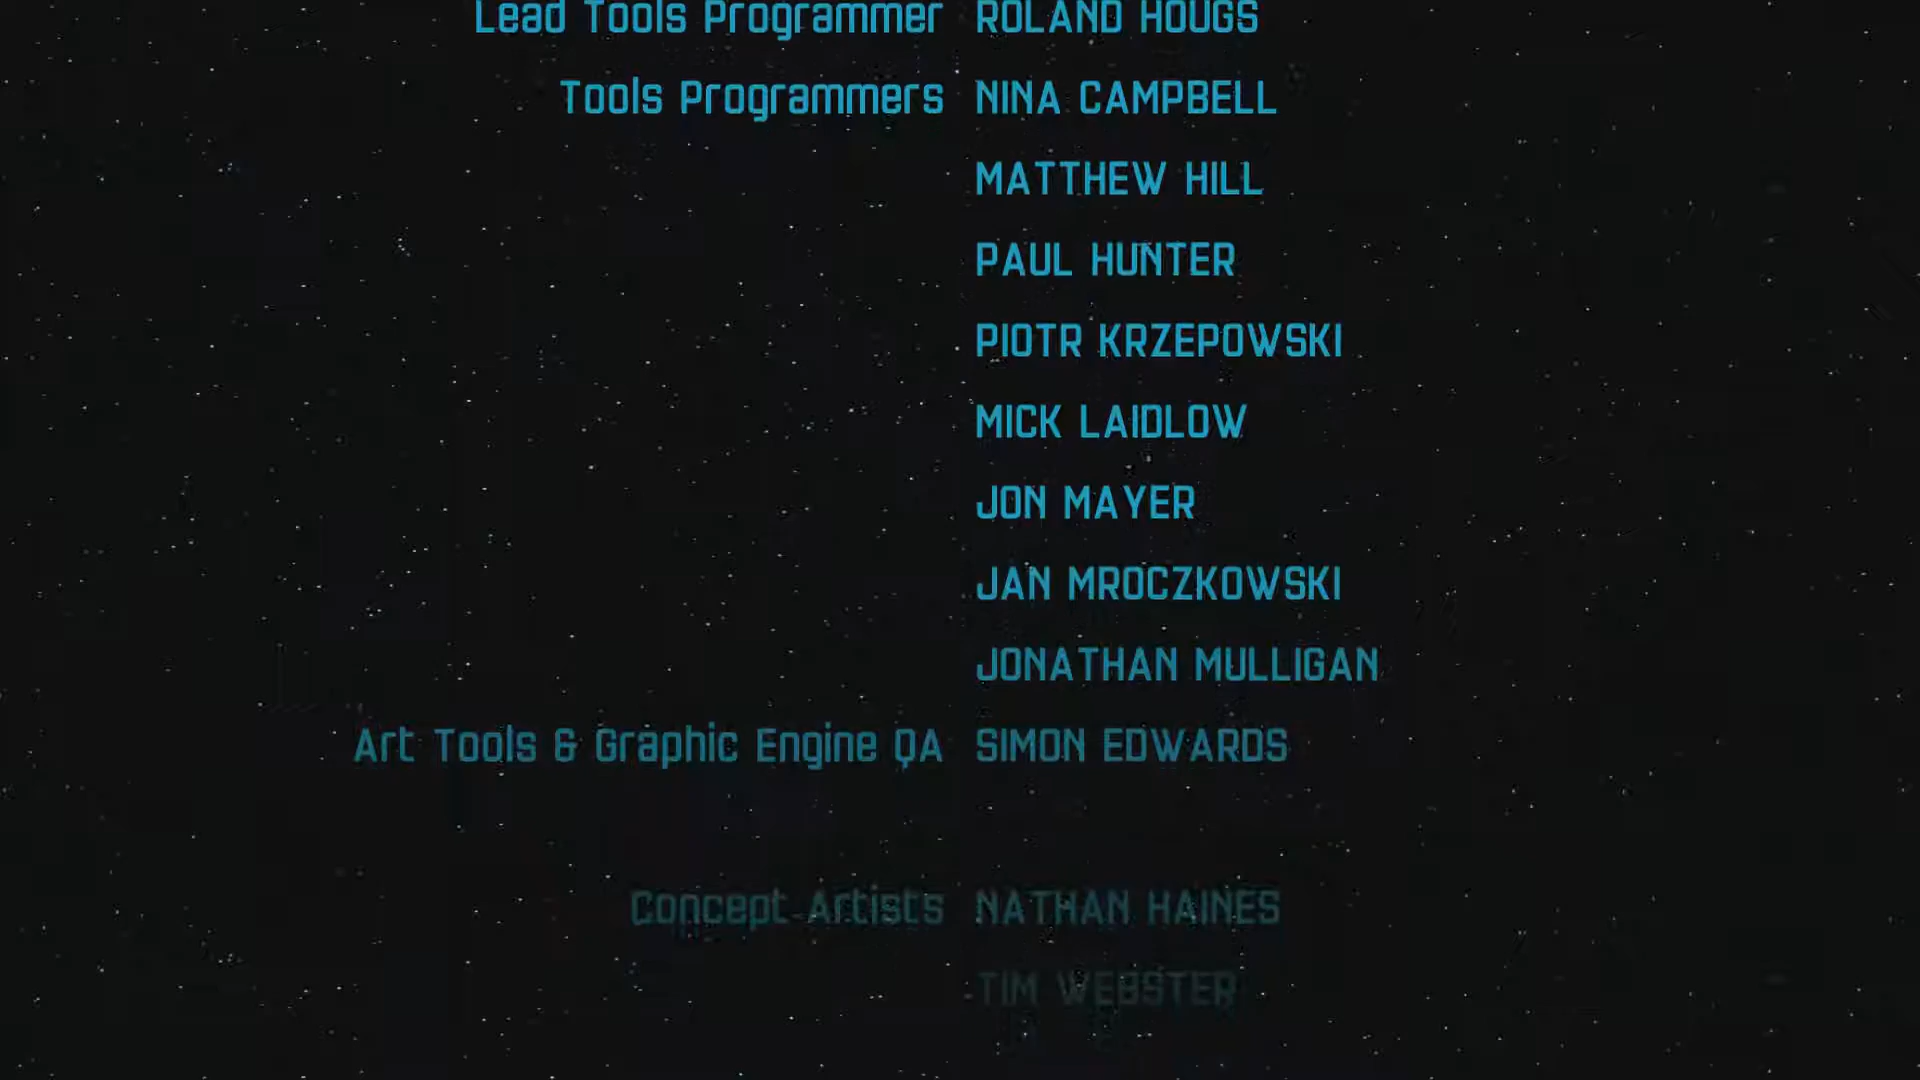 Lead Tools Programmer ROLAND HOUGS
Tools Programmers NINA CAMPBELL
MATTHEW HILL
PAUL HUNTER
PIOTR KRZEPOWSKI
MICK LAIDLOW
JON MAYER
JAN MROCZKOWSKI
JONATHAN MULLIGAN
Art Tools & Graphic Engine QA SIMON EDWARDS
Concept Artists NATHAN HAINES
TIM WEBSTER